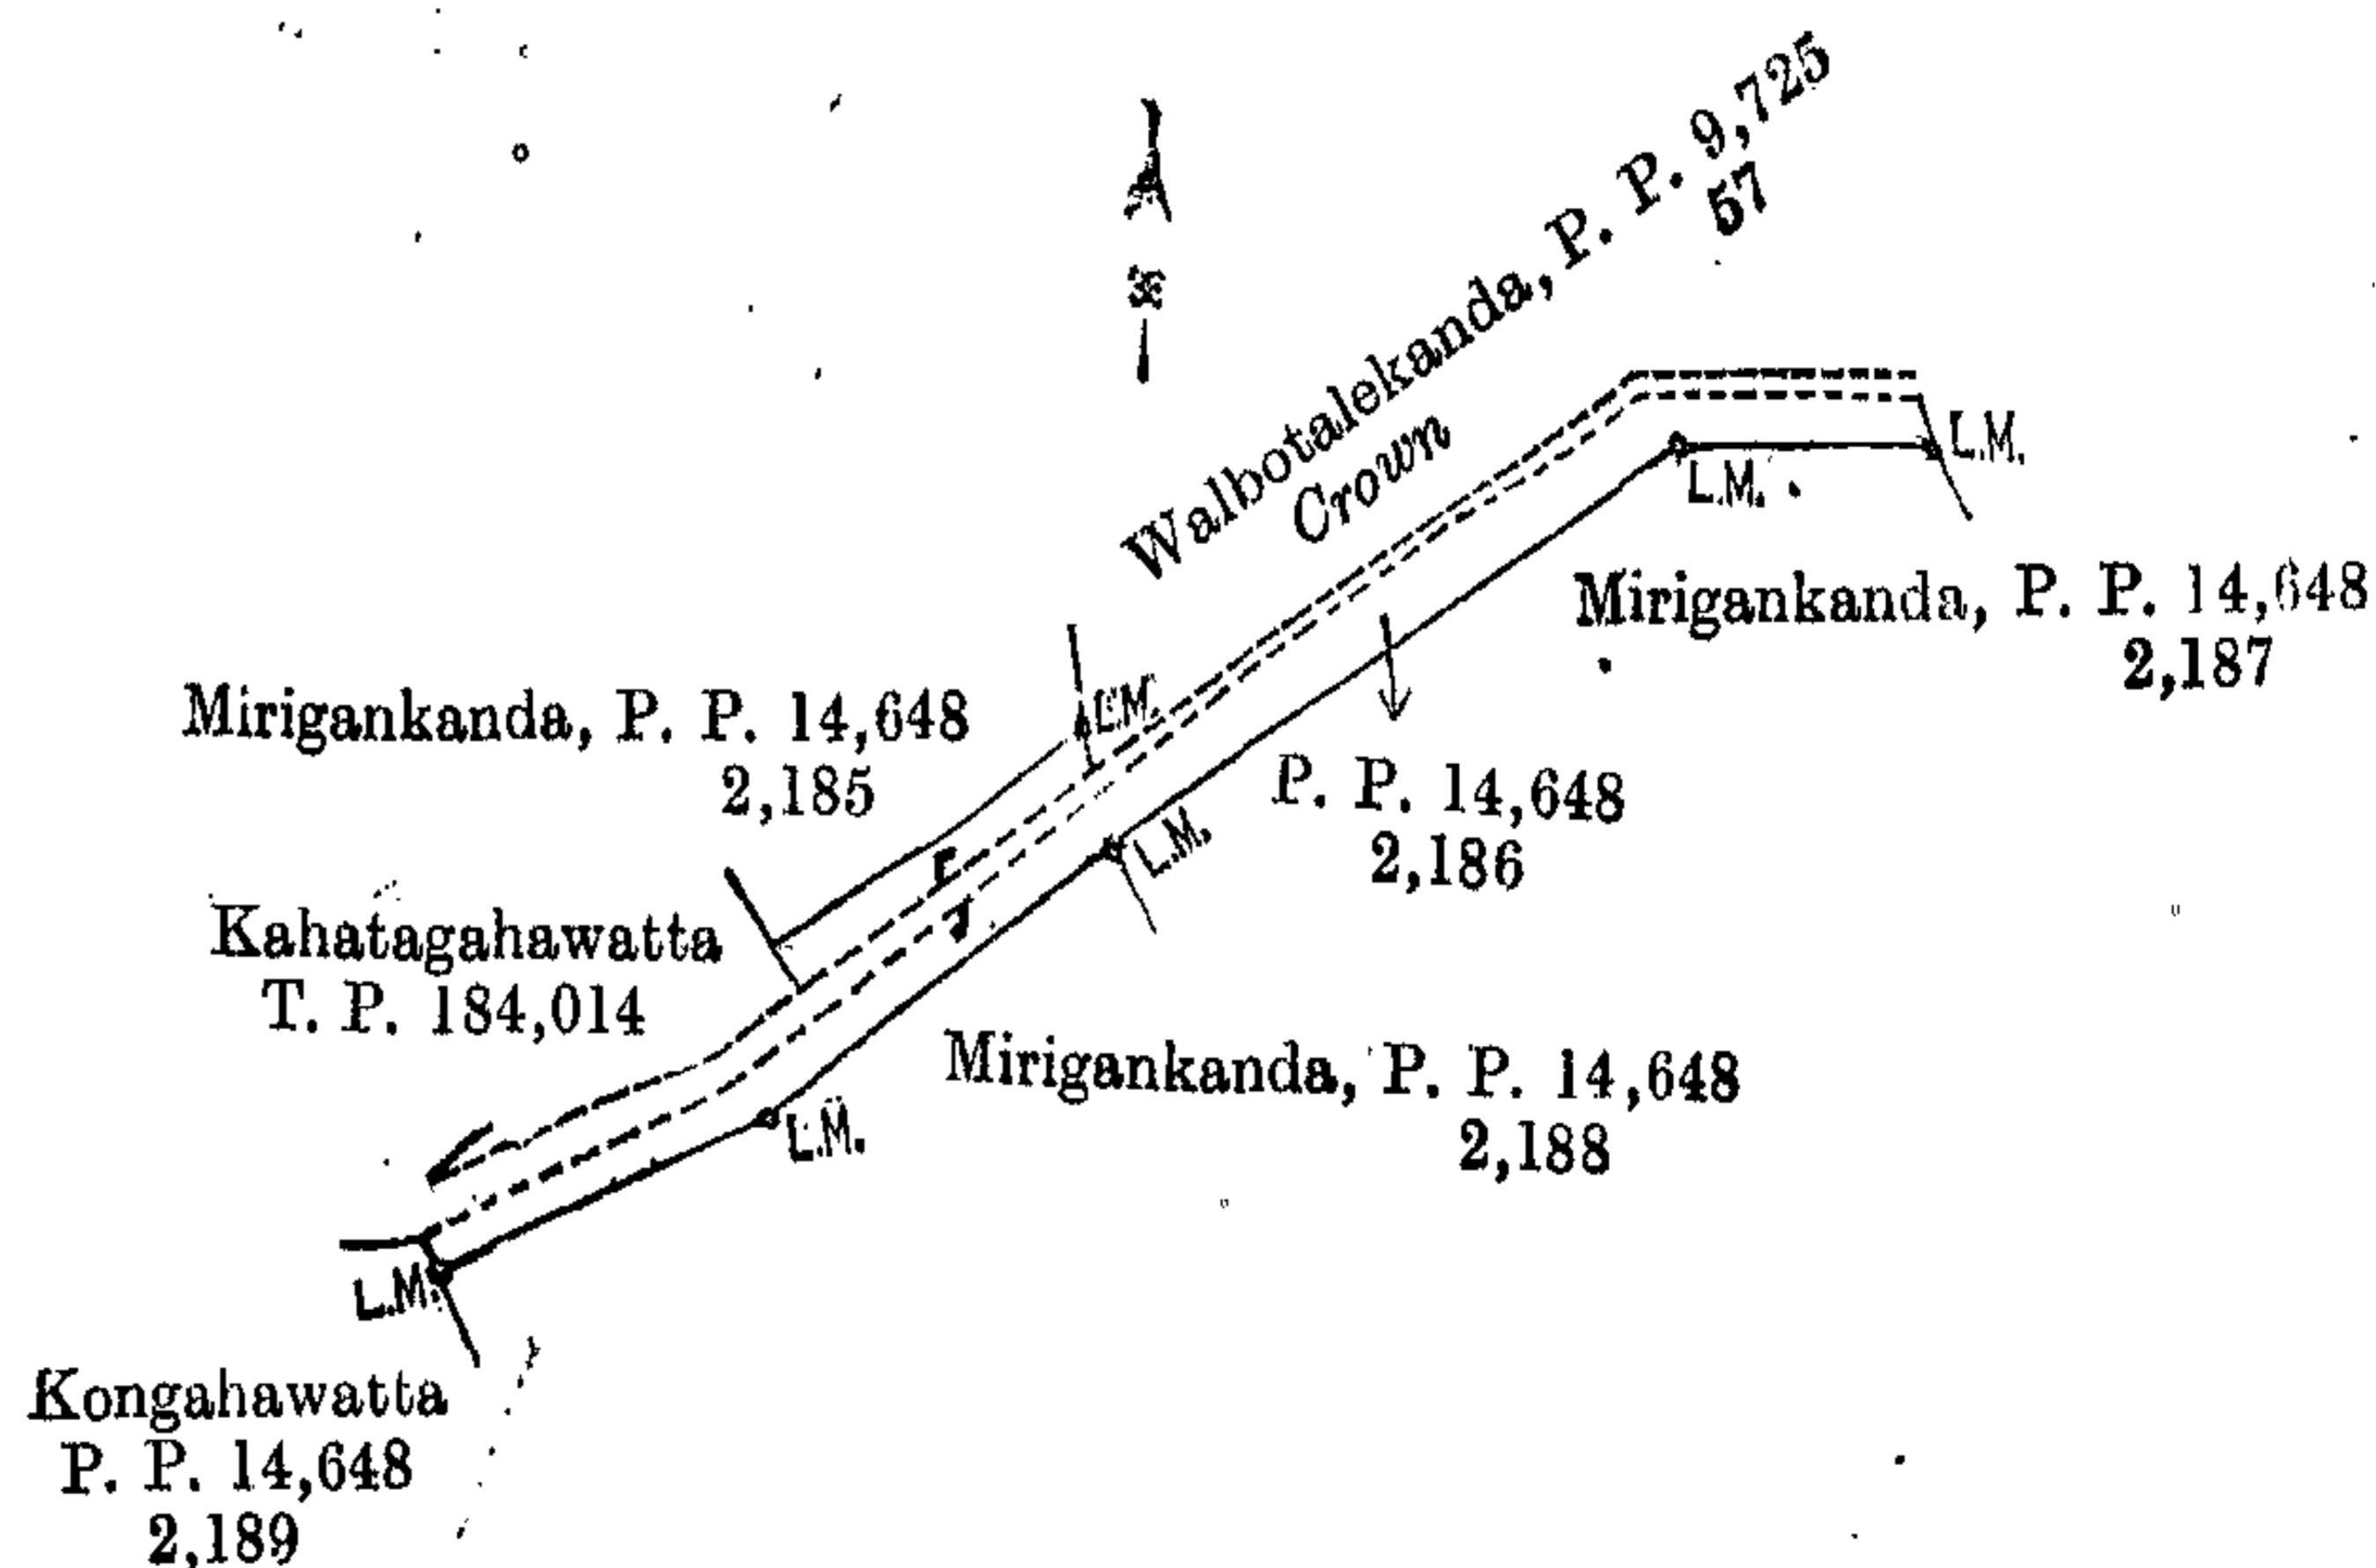 Walbotalekanda, P. P. 9,725
57
Crown
L.M.
L.M.
Mirigankanda, P. P. 14,648
2,187
Mirigankanda, P. P. 14,648
2,185
L.M.
P. P. 14,648
2,186
L.M.
Kahatagahawatta
T. P. 184,014
Mirigankanda, P. P. 14,648
2,188
L.M.
L.M.
Kongahawatta
P. P. 14,648
2,189